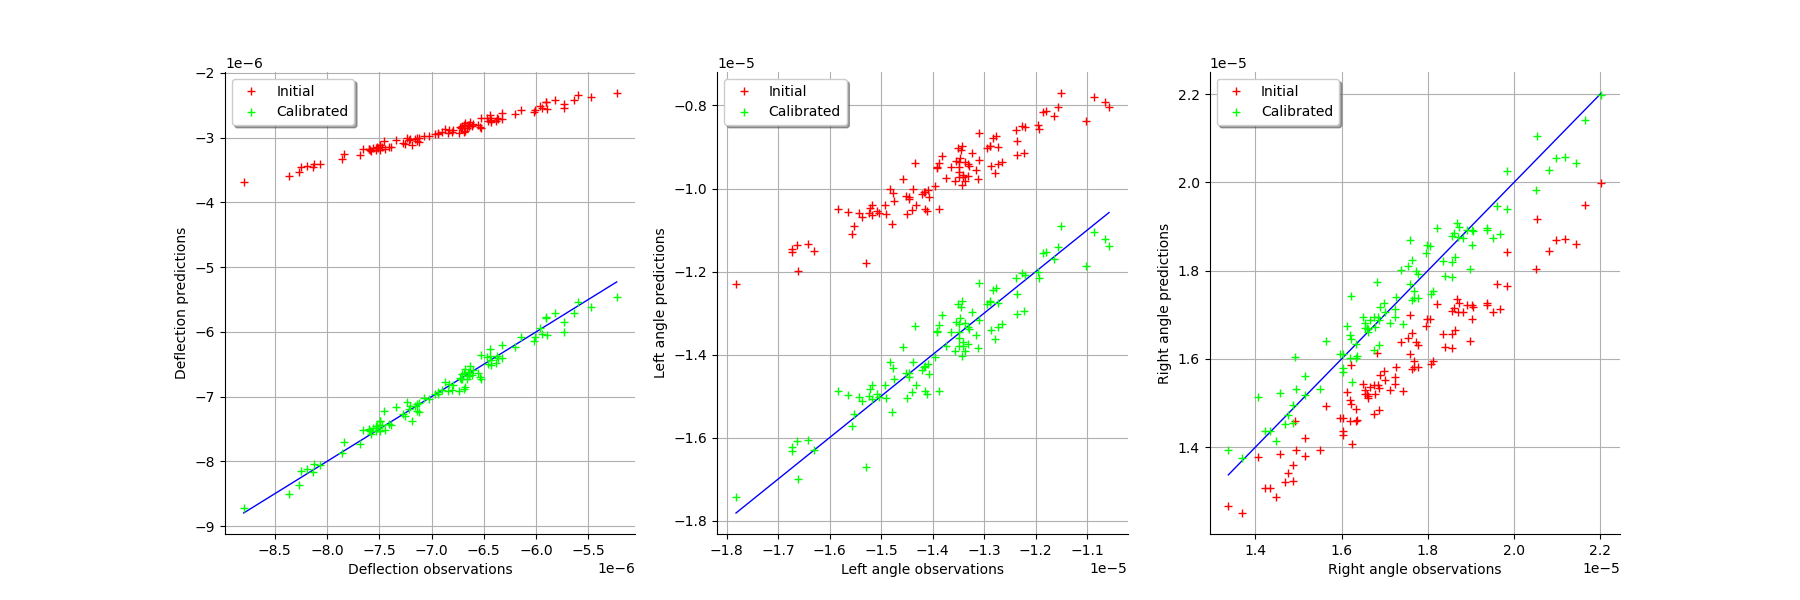 1e−6
Initial
Calibrated
−2
−3
−4
−5
−6
−7
−8
−9
Deflection predictions
−8.5 −8.0 −7.5 −7.0 −6.5 −6.0 −5.5
Deflection observations
1e−6
1e−5
Initial
Calibrated
−0.8
−1.0
−1.2
−1.4
−1.6
−1.8
Left angle predictions
−1.8 −1.7 −1.6 −1.5 −1.4 −1.3 −1.2 −1.1
Left angle observations
1e−5
1e−5
Initial
Calibrated
2.2
2.0
1.8
1.6
1.4
Right angle predictions
1.4 1.6 1.8 2.0 2.2
Right angle observations
1e−5